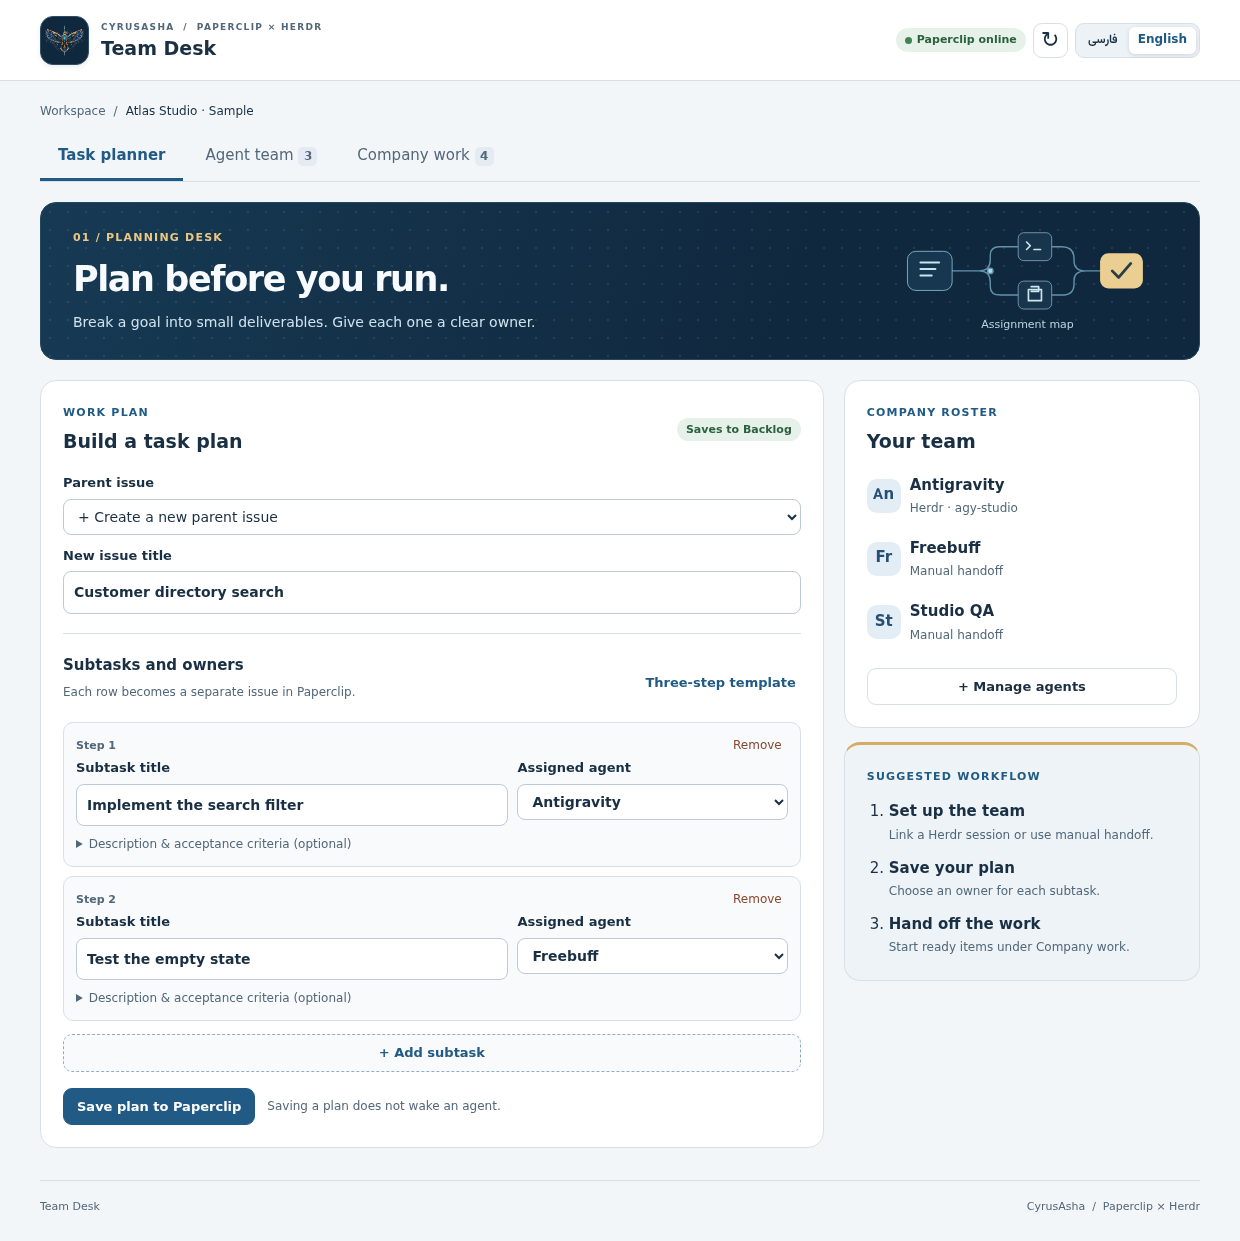 CYRUSASHA / PAPERCLIP × HERDR
Team Desk
Paperclip online
↻
فارسی
English
Workspace / Atlas Studio · Sample
Task planner
Agent team 3
Company work 4
01 / PLANNING DESK
Plan before you run.
Break a goal into small deliverables. Give each one a clear owner.
Assignment map
WORK PLAN
Build a task plan
Saves to Backlog
Parent issue
+ Create a new parent issue
New issue title
Customer directory search
Subtasks and owners
Each row becomes a separate issue in Paperclip.
Three-step template
Step 1
Remove
Subtask title
Assigned agent
Implement the search filter
Antigravity
Description & acceptance criteria (optional)
Step 2
Remove
Subtask title
Assigned agent
Test the empty state
Freebuff
Description & acceptance criteria (optional)
+ Add subtask
Save plan to Paperclip
Saving a plan does not wake an agent.
COMPANY ROSTER
Your team
An
Antigravity
Herdr · agy-studio
Fr
Freebuff
Manual handoff
St
Studio QA
Manual handoff
+ Manage agents
SUGGESTED WORKFLOW
1. Set up the team
Link a Herdr session or use manual handoff.
2. Save your plan
Choose an owner for each subtask.
3. Hand off the work
Start ready items under Company work.
Team Desk
CyrusAsha / Paperclip × Herdr